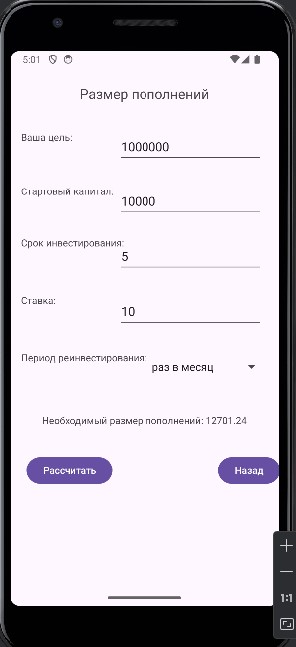 5:01
Размер пополнений
Ваша цель:
1000000
Стартовый капитал:
10000
Срок инвестирования:
5
Ставка:
10
Период реинвестирования:
раз в месяц
Необходимый размер пополнений: 12701.24
Рассчитать Назад
1:1